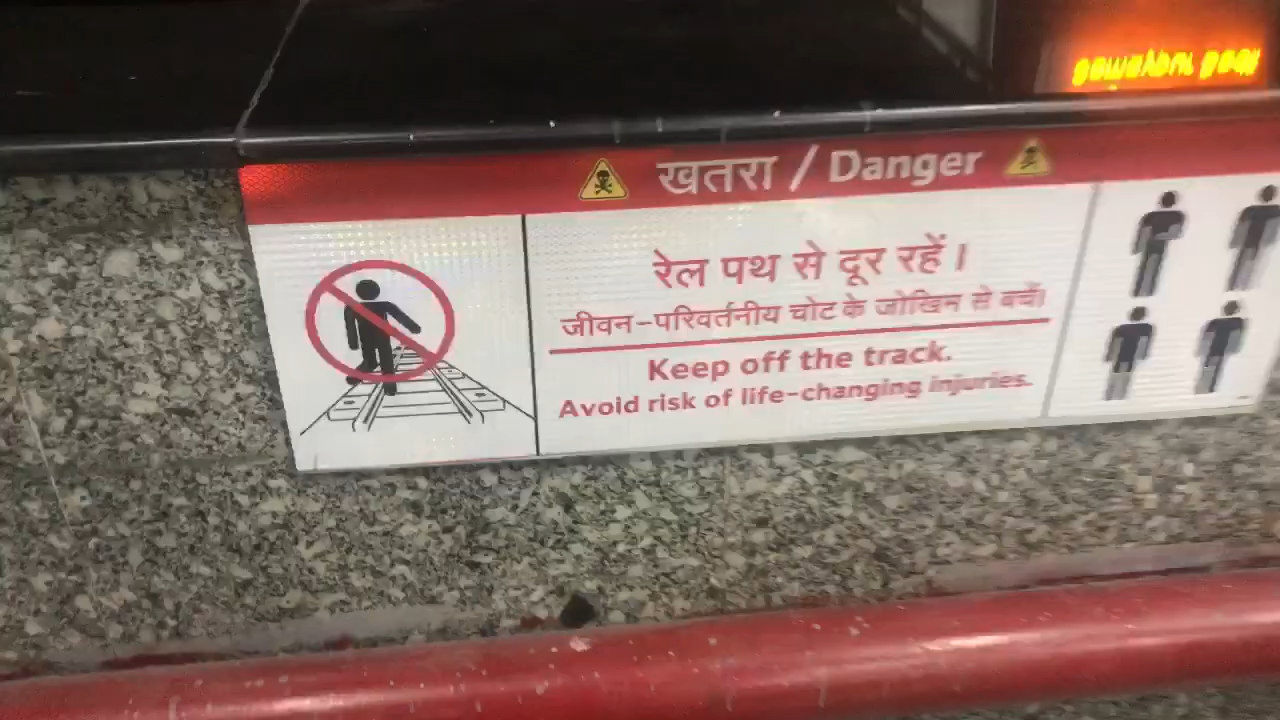 खतरा / Danger
रेल पथ से दूर रहें।
जीवन-परिवर्तनीय चोट के जोखिम से बचें।
Keep off the track.
Avoid risk of life-changing injuries.